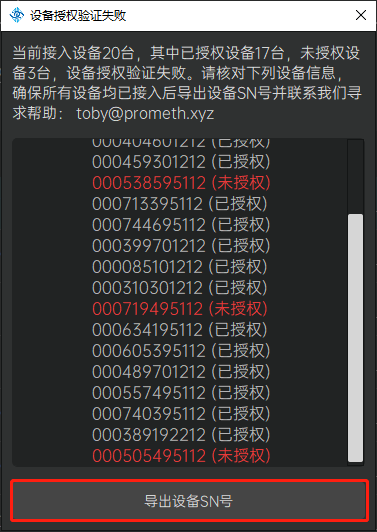 设备授权验证失败
当前接入设备20台，其中已授权设备17台，未授权设
备3台，设备授权验证失败。请核对下列设备信息，
确保所有设备均已接入后导出设备SN号并联系我们寻
求帮助： toby@prometh.xyz
000404601212 (已授权)
000459301212 (已授权)
000538595112 (未授权)
000713395112 (已授权)
000744695112 (已授权)
000399701212 (已授权)
000085101212 (已授权)
000310301212 (已授权)
000719495112 (未授权)
000634195112 (已授权)
000605395112 (已授权)
000489701212 (已授权)
000557495112 (已授权)
000740395112 (已授权)
000389192212 (已授权)
000505495112 (未授权)
导出设备SN号